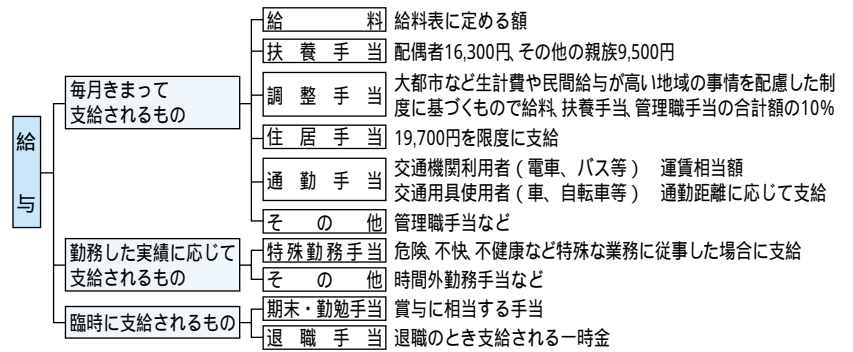 給与
毎月きまって
支給されるもの
給料 給料表に定める額
扶養手当 配偶者16,300円、その他の親族9,500円
調整手当 大都市など生計費や民間給与が高い地域の事情を配慮した制
度に基づくもので給料、扶養手当、管理職手当の合計額の10%
住居手当 19,700円を限度に支給
通勤手当 交通機関利用者(電車、バス等) 運賃相当額
交通用具使用者(車、自転車等) 通勤距離に応じて支給
その他 管理職手当など
勤務した実績に応じて
支給されるもの
特殊勤務手当 危険、不快、不健康など特殊な業務に従事した場合に支給
その他 時間外勤務手当など
臨時に支給されるもの
期末・勤勉手当 賞与に相当する手当
退職手当 退職のとき支給される一時金